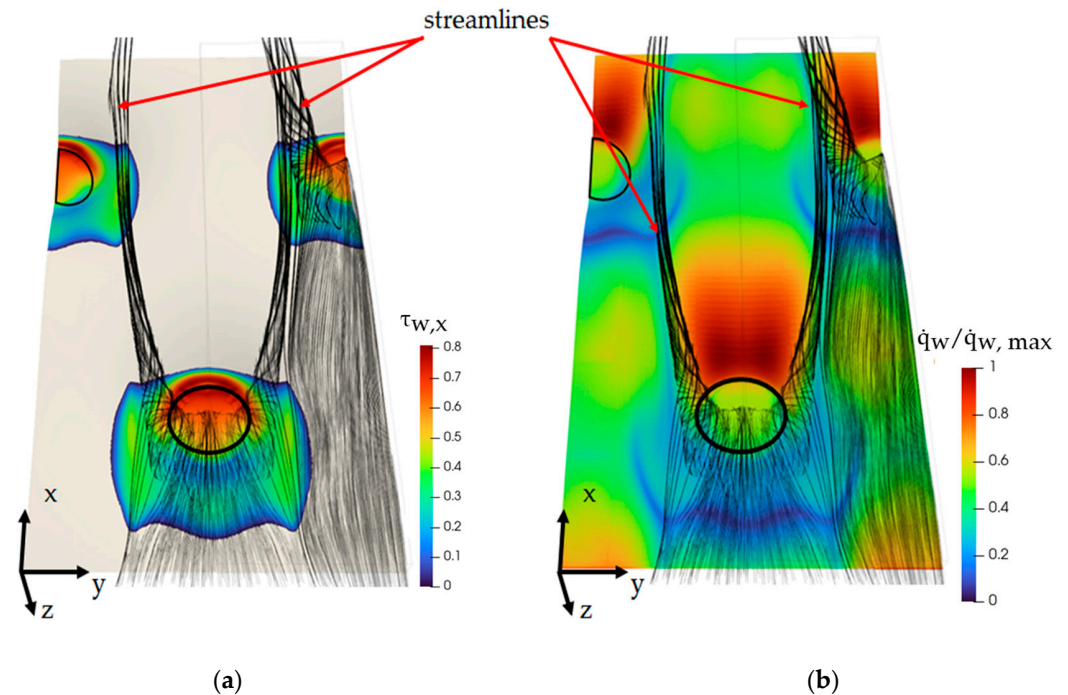 streamlines
τw,x
0.8
0.7
0.6
0.5
0.4
0.3
0.2
0.1
0
x
y
z
(a)
q̇w/q̇w, max
1
0.8
0.6
0.4
0.2
0
x
y
z
(b)